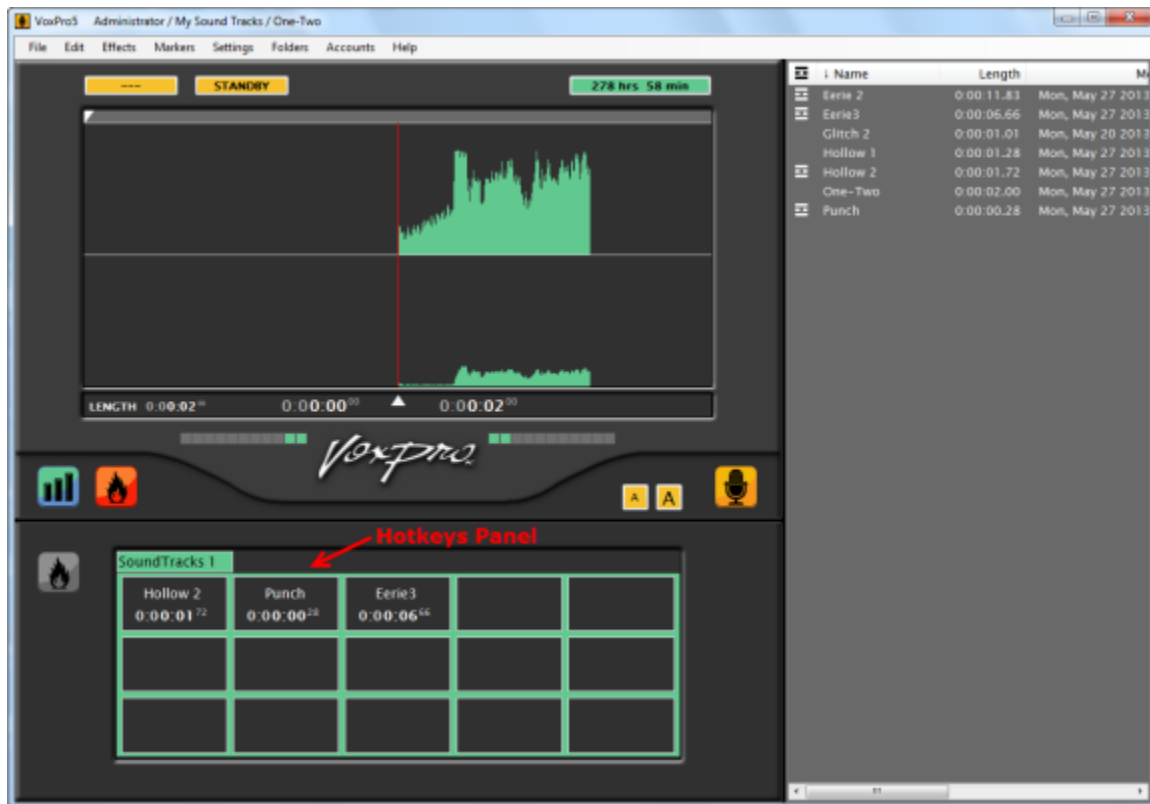 VoxPro5 Administrator / My Sound Tracks / One-Two
File Edit Effects Markers Settings Folders Accounts Help
--- STANDBY 278 hrs 58 min
LENGTH 0:00:02 00 0:00:00 00 0:00:02 00
Voxpro
A A
Hotkeys Panel
SoundTracks 1
Hollow 2 Punch Eerie3
0:00:01 72 0:00:00 28 0:00:06 66
↓ Name Length
Eerie 2 0:00:11.83 Mon, May 27 2013
Eerie3 0:00:06.66 Mon, May 27 2013
Glitch 2 0:00:01.01 Mon, May 20 2013
Hollow 1 0:00:01.28 Mon, May 27 2013
Hollow 2 0:00:01.72 Mon, May 27 2013
One-Two 0:00:02.00 Mon, May 27 2013
Punch 0:00:00.28 Mon, May 27 2013